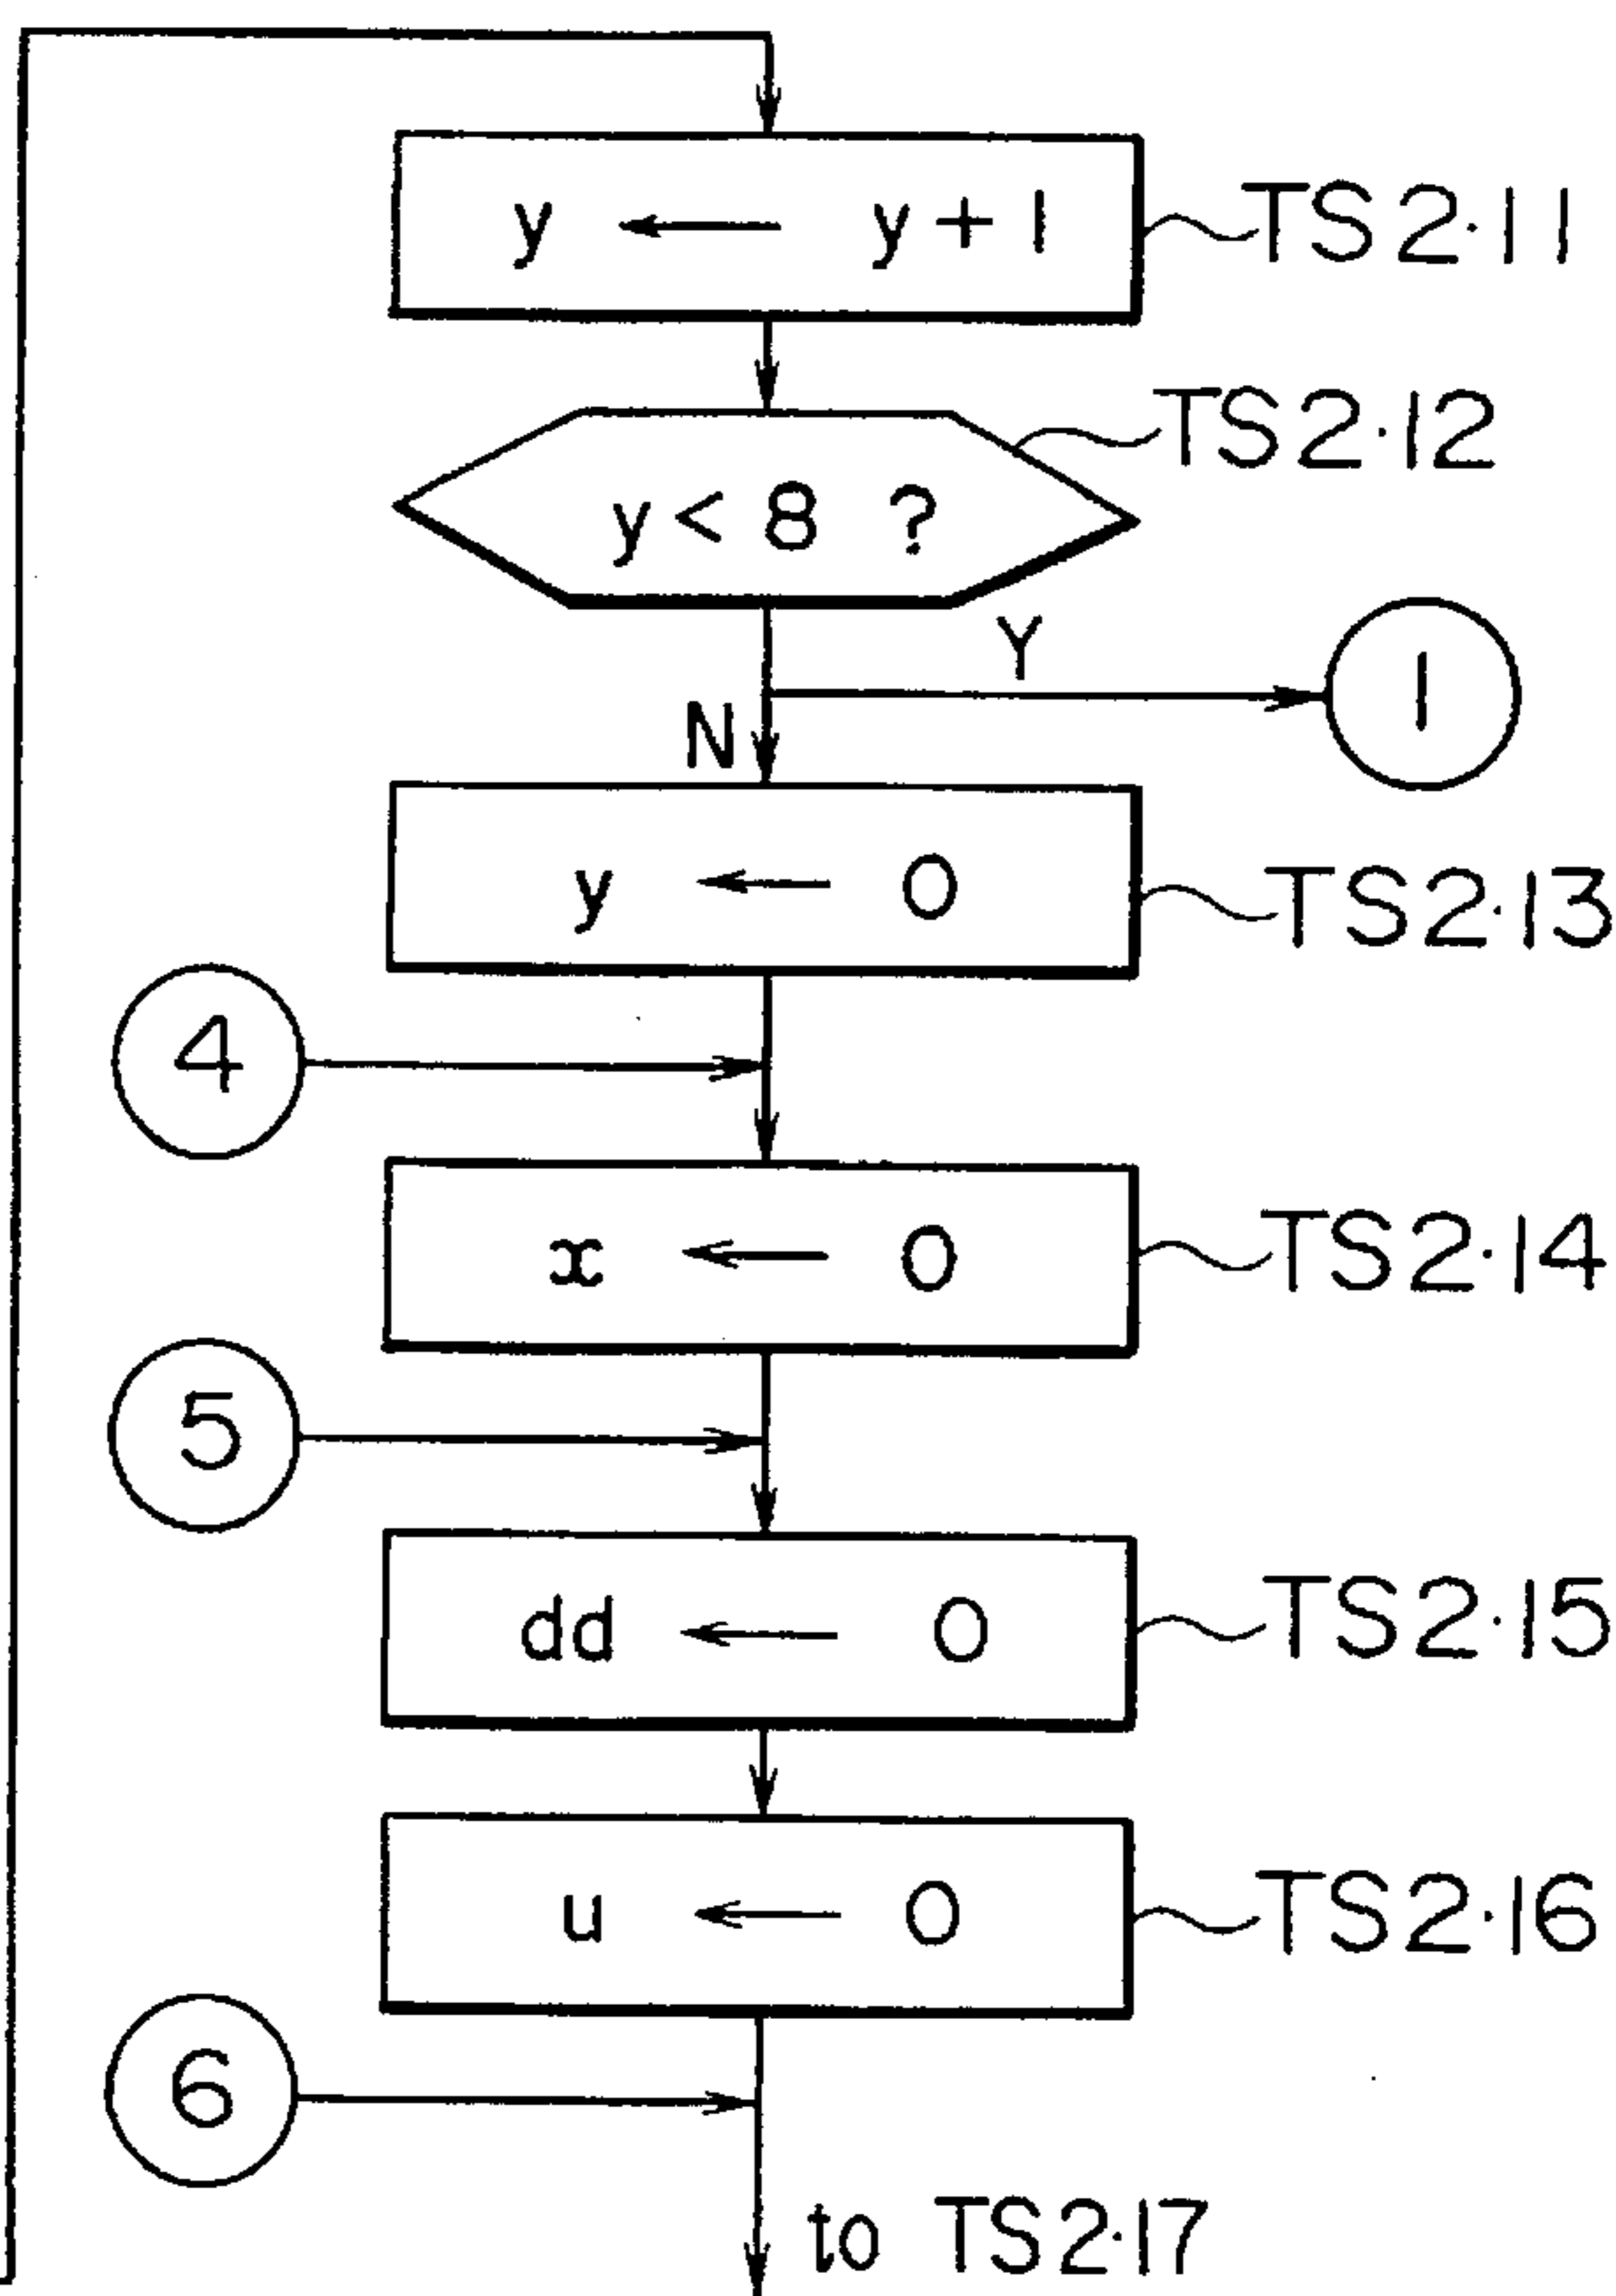 y ← y + 1
TS2·11
TS2·12
y < 8 ?
Y
1
N
y ← 0
TS2·13
4
x ← 0
TS2·14
5
dd ← 0
TS2·15
u ← 0
TS2·16
6
to TS2·17